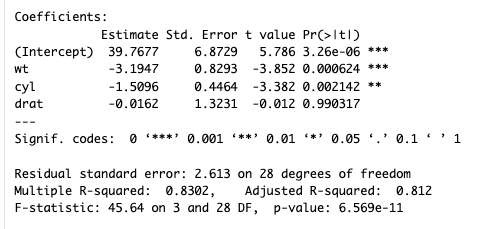 Coefficients:
            Estimate Std. Error t value Pr(>|t|)
(Intercept)  39.7677     6.8729   5.786 3.26e-06 ***
wt           -3.1947     0.8293  -3.852 0.000624 ***
cyl          -1.5096     0.4464  -3.382 0.002142 **
drat         -0.0162     1.3231  -0.012 0.990317
---
Signif. codes:  0 ‘***’ 0.001 ‘**’ 0.01 ‘*’ 0.05 ‘.’ 0.1 ‘ ’ 1
Residual standard error: 2.613 on 28 degrees of freedom
Multiple R-squared:  0.8302,    Adjusted R-squared:  0.812
F-statistic: 45.64 on 3 and 28 DF,  p-value: 6.569e-11